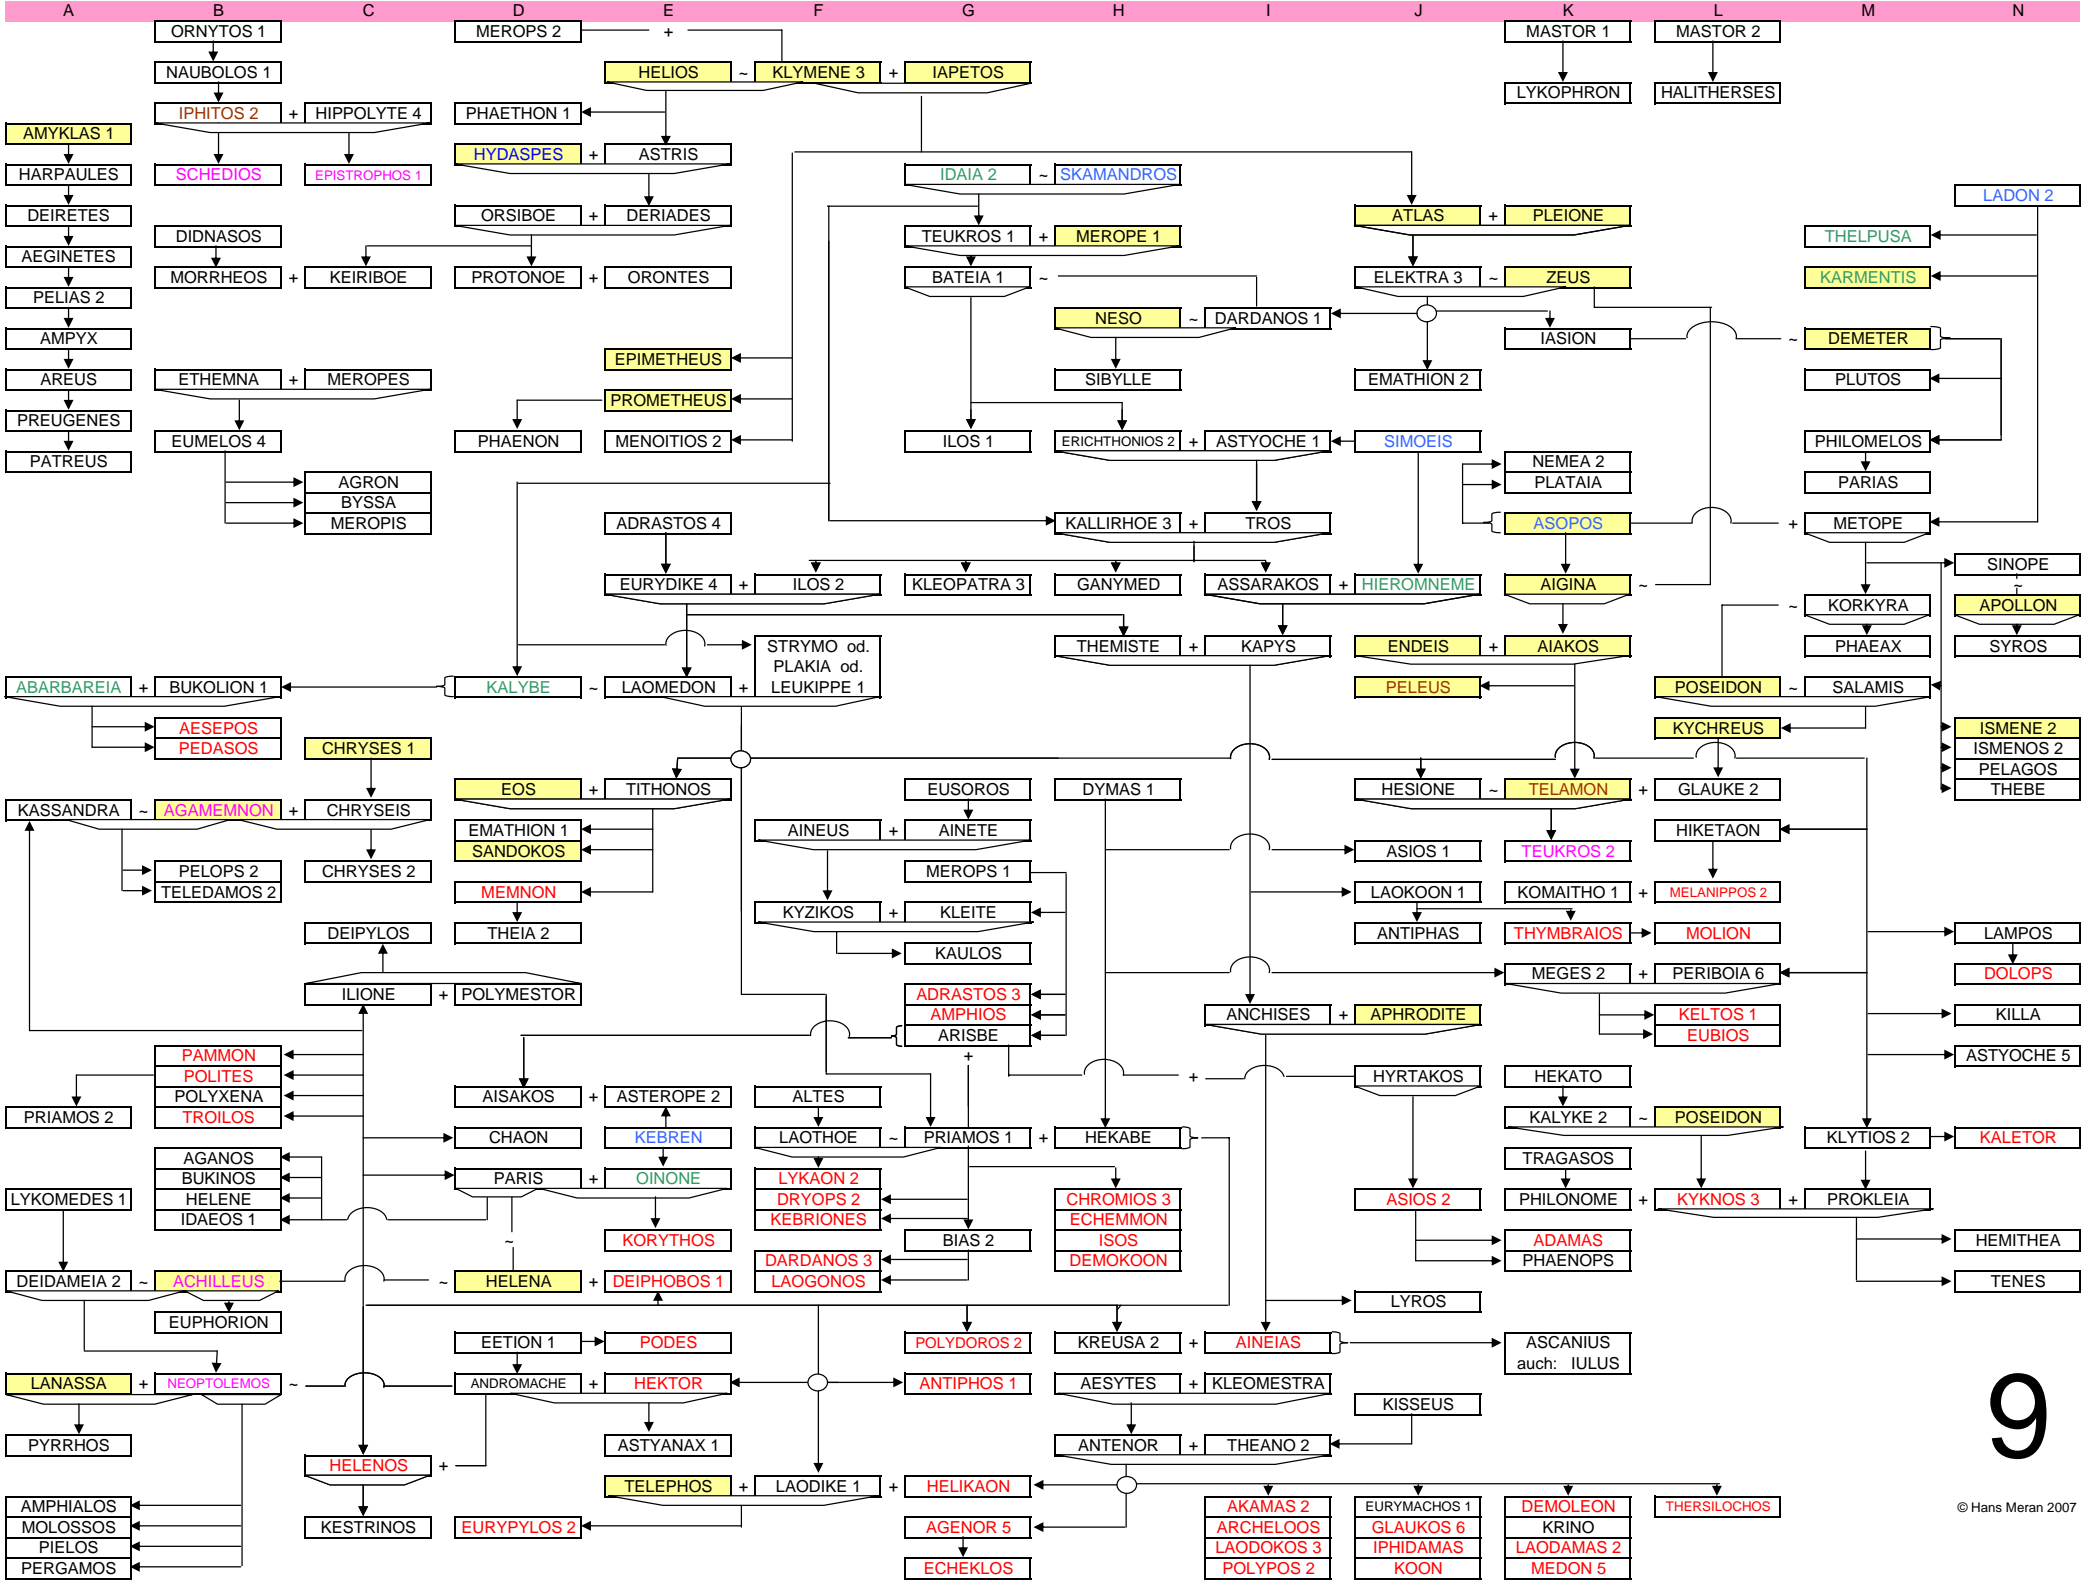 A B C D E F G H I J K L M N
ORNYTOS 1 MEROPS 2 + MASTOR 1 MASTOR 2
NAUBOLOS 1 HELIOS ~ KLYMENE 3 + IAPETOS
LYKOPHRON HALITHERSES
IPHITOS 2 + HIPPOLYTE 4 PHAETHON 1
AMYKLAS 1
HYDASPES + ASTRIS
HARPAULES SCHEDIOS EPISTROPHOS 1 IDAIA 2 ~ SKAMANDROS
LADON 2
DEIRETES ORSIBOE + DERIADES ATLAS + PLEIONE
DIDNASOS TEUKROS 1 + MEROPE 1 THELPUSA
AEGINETES
MORRHEOS + KEIRIBOE PROTONOE + ORONTES BATEIA 1 ~ ELEKTRA 3 ~ ZEUS KARMENTIS
PELIAS 2
NESO ~ DARDANOS 1
AMPYX IASION ~ DEMETER
EPIMETHEUS
AREUS ETHEMNA + MEROPES SIBYLLE EMATHION 2 PLUTOS
PROMETHEUS
PREUGENES
EUMELOS 4 PHAENON MENOITIOS 2 ILOS 1 ERICHTHONIOS 2 + ASTYOCHE 1 SIMOEIS PHILOMELOS
PATREUS NEMEA 2
AGRON PLATAIA PARIAS
BYSSA
MEROPIS ADRASTOS 4 KALLIRHOE 3 + TROS ASOPOS + METOPE
SINOPE
~
EURYDIKE 4 + ILOS 2 KLEOPATRA 3 GANYMED ASSARAKOS + HIEROMNEME AIGINA ~
~ KORKYRA APOLLON
STRYMO od. THEMISTE + KAPYS ENDEIS + AIAKOS PHAEAX SYROS
PLAKIA od.
ABARBAREIA + BUKOLION 1 KALYBE ~ LAOMEDON + LEUKIPPE 1 PELEUS POSEIDON ~ SALAMIS
AESEPOS KYCHREUS ISMENE 2
PEDASOS CHRYSES 1 ISMENOS 2
PELAGOS
EOS + TITHONOS EUSOROS DYMAS 1 HESIONE ~ TELAMON + GLAUKE 2 THEBE
KASSANDRA ~ AGAMEMNON + CHRYSEIS
EMATHION 1 AINEUS + AINETE HIKETAON
SANDOKOS ASIOS 1 TEUKROS 2
PELOPS 2 CHRYSES 2 MEROPS 1
TELEDAMOS 2 MEMNON LAOKOON 1 KOMAITHO 1 + MELANIPPOS 2
KYZIKOS + KLEITE
DEIPYLOS THEIA 2 ANTIPHAS THYMBRAIOS MOLION LAMPOS
KAULOS
MEGES 2 + PERIBOIA 6 DOLOPS
ILIONE + POLYMESTOR ADRASTOS 3
AMPHIOS ANCHISES + APHRODITE KELTOS 1 KILLA
ARISBE EUBIOS
PAMMON + ASTYOCHE 5
POLITES + HYRTAKOS HEKATO
POLYXENA AISAKOS + ASTEROPE 2 ALTES
PRIAMOS 2 TROILOS KALYKE 2 ~ POSEIDON
CHAON KEBREN LAOTHOE ~ PRIAMOS 1 + HEKABE KLYTIOS 2 KALETOR
AGANOS TRAGASOS
BUKINOS PARIS + OINONE LYKAON 2
LYKOMEDES 1 HELENE DRYOPS 2 CHROMIOS 3 ASIOS 2 PHILONOME + KYKNOS 3 + PROKLEIA
IDAEOS 1 KEBRIONES ECHEMMON
~ KORYTHOS BIAS 2 ISOS ADAMAS HEMITHEA
DARDANOS 3 DEMOKOON PHAENOPS
DEIDAMEIA 2 ~ ACHILLEUS ~ HELENA + DEIPHOBOS 1 LAOGONOS TENES
LYROS
EUPHORION
EETION 1 PODES POLYDOROS 2 KREUSA 2 + AINEIAS ASCANIUS
auch: IULUS
LANASSA + NEOPTOLEMOS ~ ANDROMACHE + HEKTOR ANTIPHOS 1 AESYTES + KLEOMESTRA
KISSEUS
9
PYRRHOS ASTYANAX 1 ANTENOR + THEANO 2
HELENOS +
TELEPHOS + LAODIKE 1 + HELIKAON
AMPHIALOS AKAMAS 2 EURYMACHOS 1 DEMOLEON THERSILOCHOS © Hans Meran 2007
MOLOSSOS KESTRINOS EURYPYLOS 2 AGENOR 5 ARCHELOOS GLAUKOS 6 KRINO
PIELOS LAODOKOS 3 IPHIDAMAS LAODAMAS 2
PERGAMOS ECHEKLOS POLYPOS 2 KOON MEDON 5